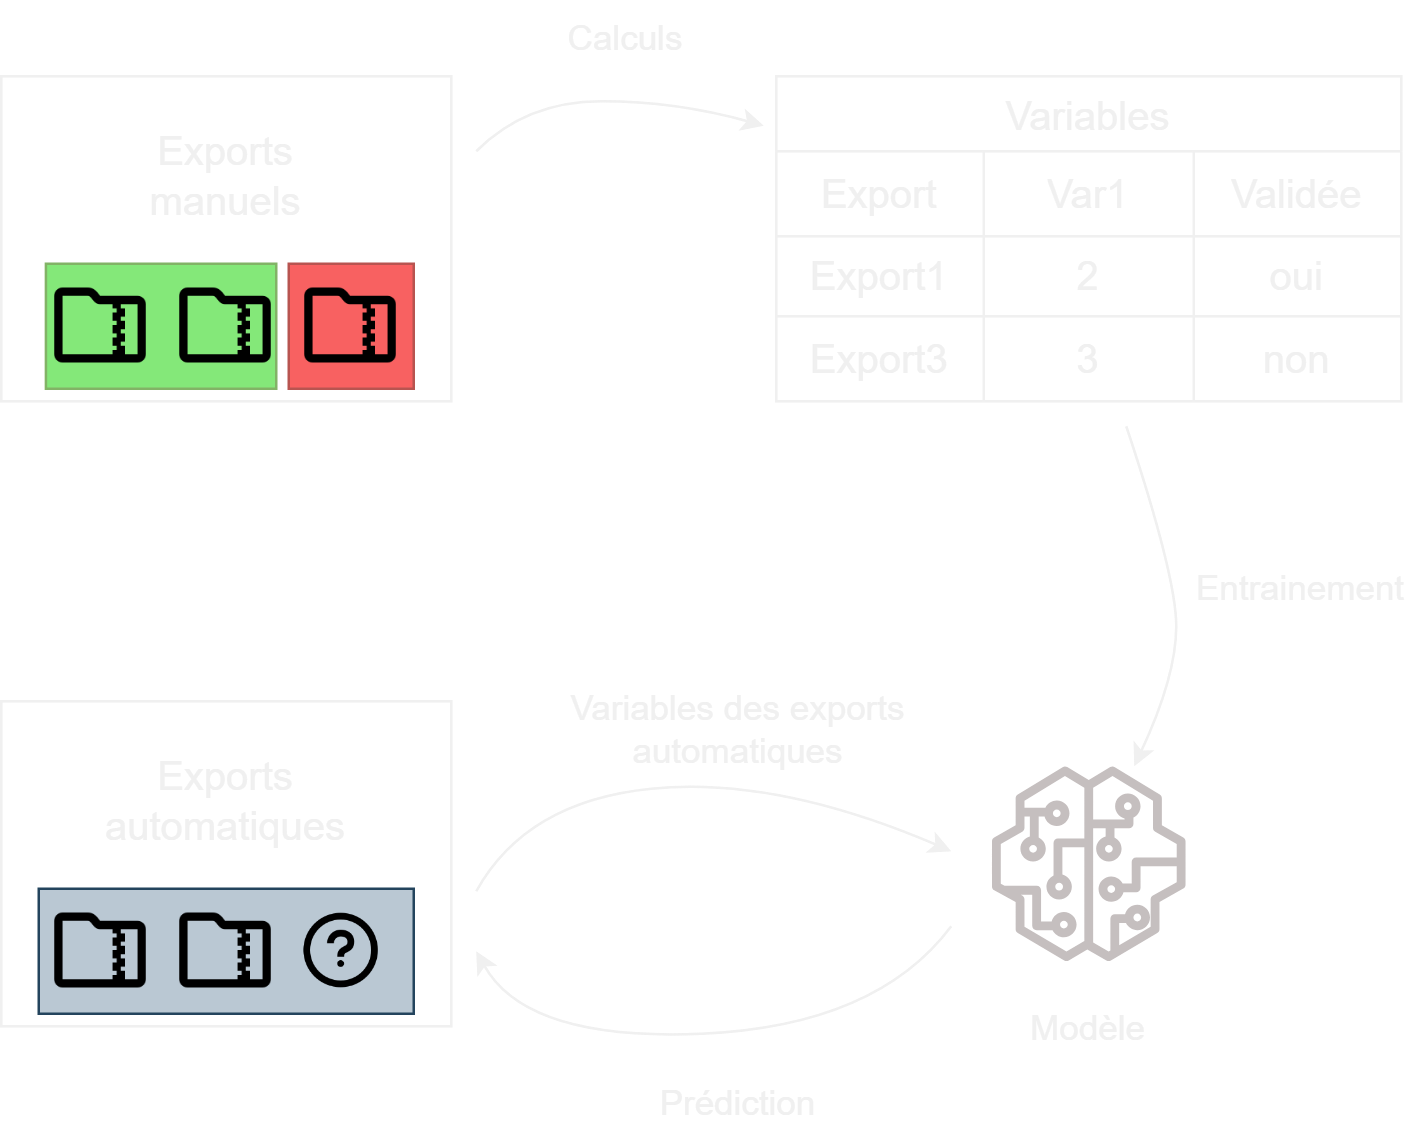 Calculs
Exports
manuels
Variables
Export Var1 Validée
Export1 2 oui
Export3 3 non
Entrainement
Variables des exports
automatiques
Exports
automatiques
?
Modèle
Prédiction